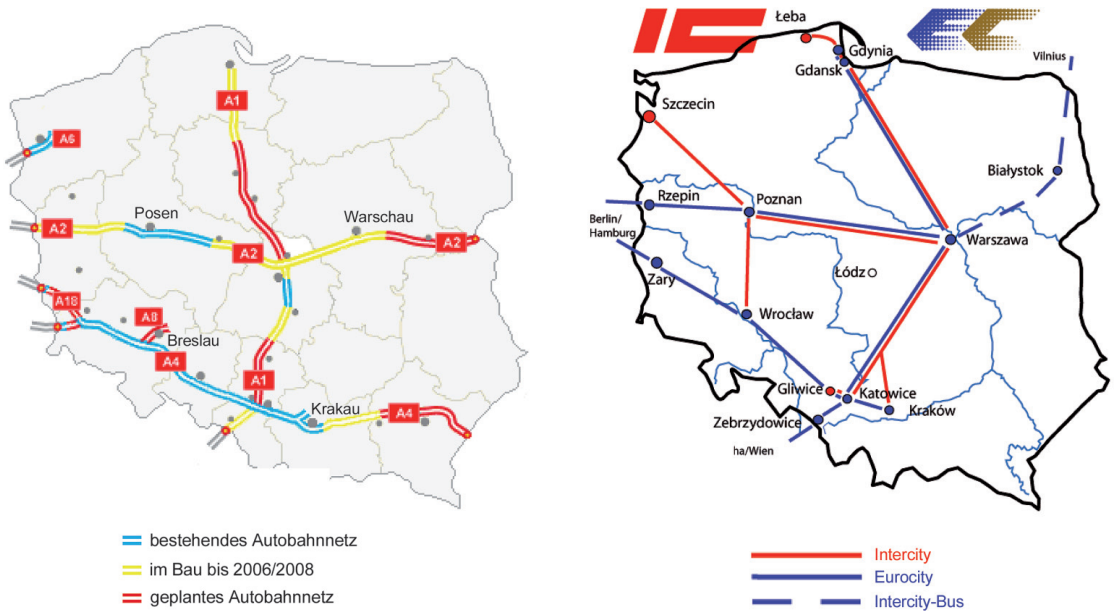 A1
A6
Posen
Warschau
A2
A2
A2
A18
A8
Breslau
A4
A1
Krakau
A4
bestehendes Autobahnnetz
im Bau bis 2006/2008
geplantes Autobahnnetz
IC
EC
Łeba
Gdynia
Gdansk
Vilnius
Szczecin
Białystok
Rzepin
Poznan
Berlin/
Hamburg
Warszawa
Zary
Łódz
Wrocław
Gliwice
Katowice
Kraków
Zebrzydowice
ha/Wien
Intercity
Eurocity
Intercity-Bus